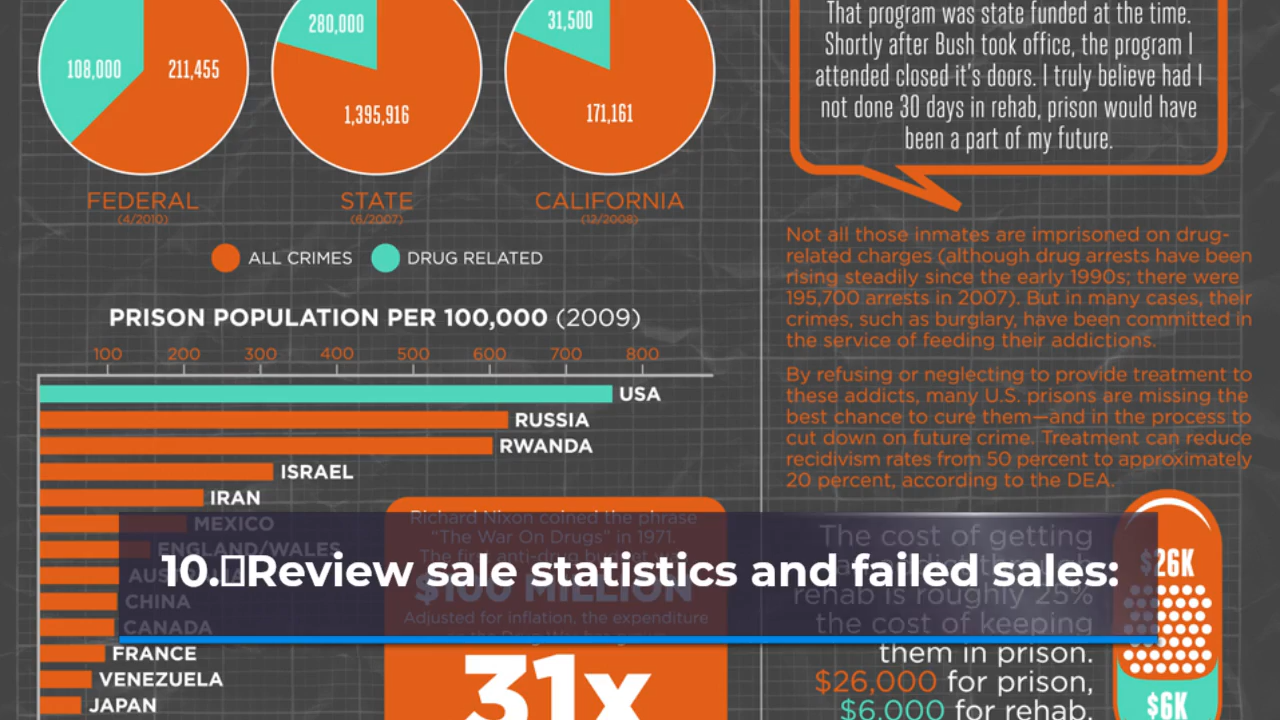 108,000
211,455
280,000
1,395,916
31,500
171,161
FEDERAL
(4/2010)
STATE
(6/2007)
CALIFORNIA
(12/2008)
ALL CRIMES
DRUG RELATED
PRISON POPULATION PER 100,000 (2009)
100 200 300 400 500 600 700 800
USA
RUSSIA
RWANDA
ISRAEL
IRAN
MEXICO
ENGLAND/WALES
CHINA
CANADA
FRANCE
VENEZUELA
JAPAN
Richard Nixon coined the phrase
"The War On Drugs" in 1971.
$100 MILLION
Adjusted for inflation, the expenditure
31x
That program was state funded at the time.
Shortly after Bush took office, the program I
attended closed it's doors. I truly believe had I
not done 30 days in rehab, prison would have
been a part of my future.
Not all those inmates are imprisoned on drug-
related charges (although drug arrests have been
rising steadily since the early 1990s; there were
195,700 arrests in 2007). But in many cases, their
crimes, such as burglary, have been committed in
the service of feeding their addictions.
By refusing or neglecting to provide treatment to
these addicts, many U.S. prisons are missing the
best chance to cure them—and in the process to
cut down on future crime. Treatment can reduce
recidivism rates from 50 percent to approximately
20 percent, according to the DEA.
The cost of getting
rehab is roughly 25%
the cost of keeping
them in prison.
$26,000 for prison,
$6,000 for rehab.
$26K
$6K
10.Review sale statistics and failed sales: